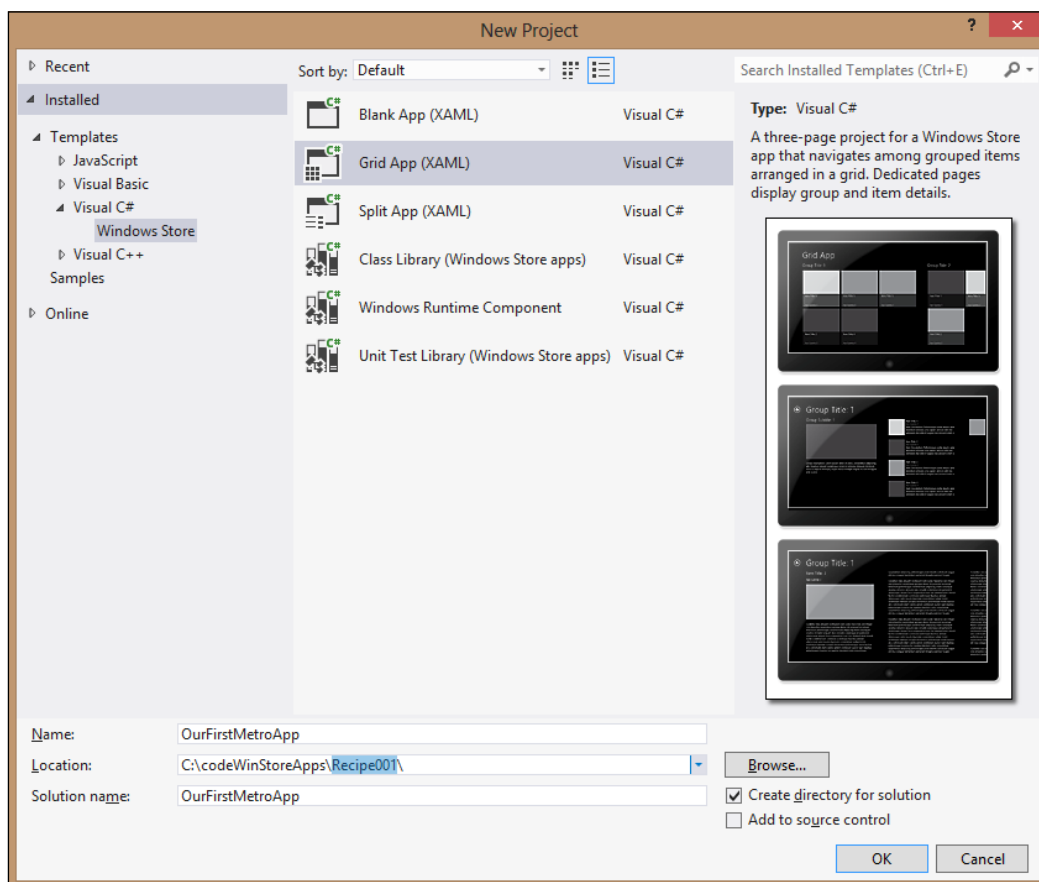 New Project
?
Recent
Installed
Templates
JavaScript
Visual Basic
Visual C#
Windows Store
Visual C++
Samples
Online
Sort by: Default
C# Blank App (XAML) Visual C#
C# Grid App (XAML) Visual C#
C# Split App (XAML) Visual C#
C# Class Library (Windows Store apps) Visual C#
C# Windows Runtime Component Visual C#
C# Unit Test Library (Windows Store apps) Visual C#
Search Installed Templates (Ctrl+E)
Type: Visual C#
A three-page project for a Windows Store
app that navigates among grouped items
arranged in a grid. Dedicated pages
display group and item details.
Grid App
Group Title: 1
Group Title: 1
Name: OurFirstMetroApp
Location: C:\codeWinStoreApps\Recipe001\
Browse...
Solution name: OurFirstMetroApp
Create directory for solution
Add to source control
OK
Cancel